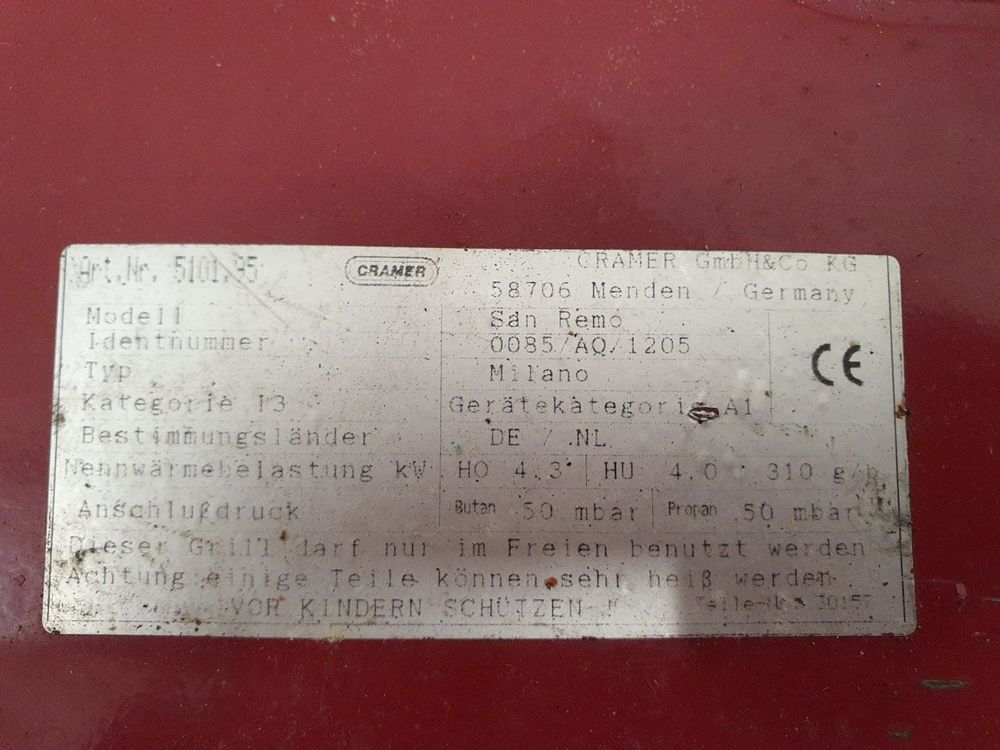 Art.Nr. 5101.95 CRAMER CRAMER GmBH&Co KG
58706 Menden / Germany
Modell San Remo
Identnummer 0085/AQ/1205
Typ Milano CE
Kategorie I3 Gerätekategorie A1
Bestimmungsländer DE / NL
Nennwärmebelastung kW HO 4.3 HU 4.0 310 g/h
Anschlußdruck Butan 50 mbar Propan 50 mbar
Dieser Grill darf nur im Freien benutzt werden
Achtung einige Teile können sehr heiß werden
VOR KINDERN SCHÜTZEN !